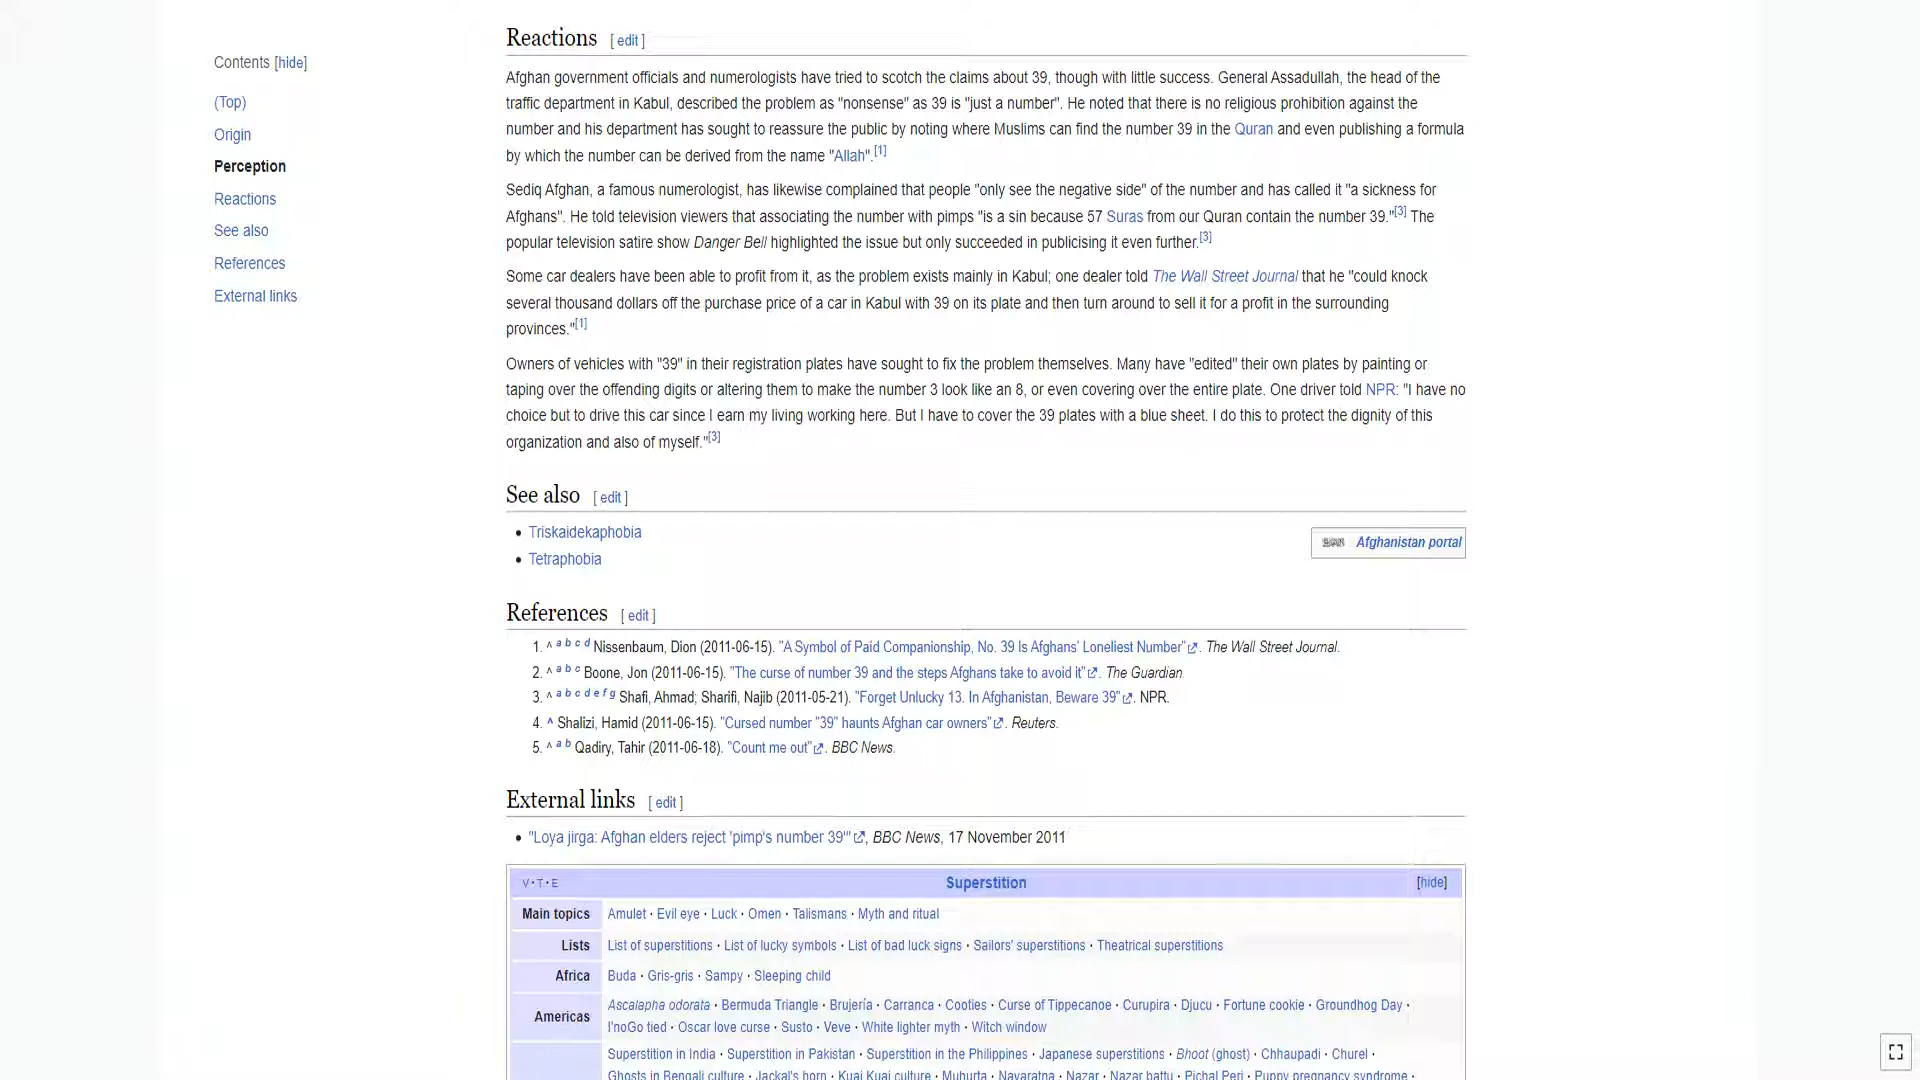 Contents [hide]
(Top)
Origin
Perception
Reactions
See also
References
External links
Reactions [ edit ]
Afghan government officials and numerologists have tried to scotch the claims about 39, though with little success. General Assadullah, the head of the
traffic department in Kabul, described the problem as "nonsense" as 39 is "just a number". He noted that there is no religious prohibition against the
number and his department has sought to reassure the public by noting where Muslims can find the number 39 in the Quran and even publishing a formula
by which the number can be derived from the name "Allah".[1]
Sediq Afghan, a famous numerologist, has likewise complained that people "only see the negative side" of the number and has called it "a sickness for
Afghans". He told television viewers that associating the number with pimps "is a sin because 57 Suras from our Quran contain the number 39."[3] The
popular television satire show Danger Bell highlighted the issue but only succeeded in publicising it even further.[3]
Some car dealers have been able to profit from it, as the problem exists mainly in Kabul; one dealer told The Wall Street Journal that he "could knock
several thousand dollars off the purchase price of a car in Kabul with 39 on its plate and then turn around to sell it for a profit in the surrounding
provinces."[1]
Owners of vehicles with "39" in their registration plates have sought to fix the problem themselves. Many have "edited" their own plates by painting or
taping over the offending digits or altering them to make the number 3 look like an 8, or even covering over the entire plate. One driver told NPR: "I have no
choice but to drive this car since I earn my living working here. But I have to cover the 39 plates with a blue sheet. I do this to protect the dignity of this
organization and also of myself."[3]
See also [ edit ]
• Triskaidekaphobia
• Tetraphobia
Afghanistan portal
References [ edit ]
1. ^ a b c d Nissenbaum, Dion (2011-06-15). "A Symbol of Paid Companionship, No. 39 Is Afghans' Loneliest Number". The Wall Street Journal.
2. ^ a b c Boone, Jon (2011-06-15). "The curse of number 39 and the steps Afghans take to avoid it". The Guardian.
3. ^ a b c d e f g Shafi, Ahmad; Sharifi, Najib (2011-05-21). "Forget Unlucky 13. In Afghanistan, Beware 39". NPR.
4. ^ Shalizi, Hamid (2011-06-15). "Cursed number "39" haunts Afghan car owners". Reuters.
5. ^ a b Qadiry, Tahir (2011-06-18). "Count me out". BBC News.
External links [ edit ]
• "Loya jirga: Afghan elders reject 'pimp's number 39'", BBC News, 17 November 2011
V · T · E Superstition [hide]
Main topics Amulet · Evil eye · Luck · Omen · Talismans · Myth and ritual
Lists List of superstitions · List of lucky symbols · List of bad luck signs · Sailors' superstitions · Theatrical superstitions
Africa Buda · Gris-gris · Sampy · Sleeping child
Americas Ascalapha odorata · Bermuda Triangle · Brujería · Carranca · Cooties · Curse of Tippecanoe · Curupira · Djucu · Fortune cookie · Groundhog Day ·
I'noGo tied · Oscar love curse · Susto · Veve · White lighter myth · Witch window
Superstition in India · Superstition in Pakistan · Superstition in the Philippines · Japanese superstitions · Bhoot (ghost) · Chhaupadi · Churel ·
Ghosts in Bengali culture · Jackal's horn · Kuai Kuai culture · Muhurta · Navaratna · Nazar · Nazar battu · Pichal Peri · Puppy pregnancy syndrome ·